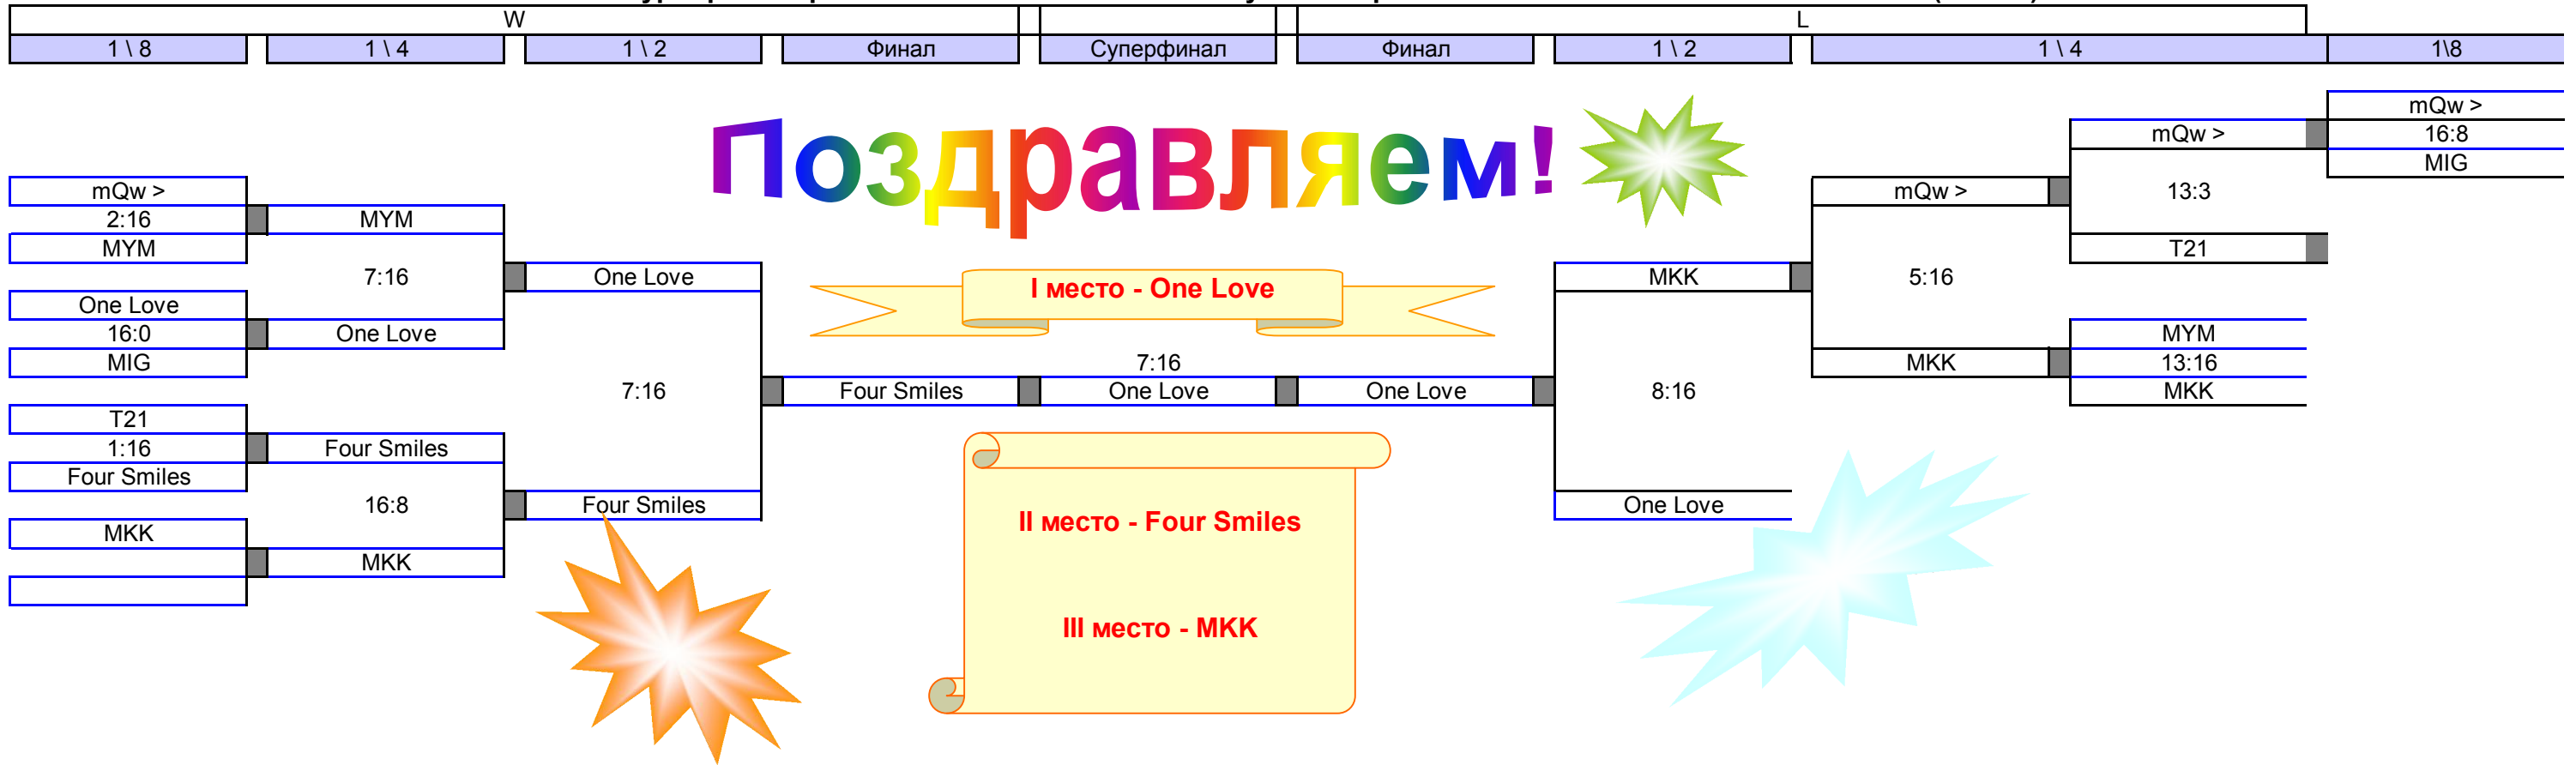 W
L
1 \ 8
1 \ 4
1 \ 2
Финал
Суперфинал
Финал
1 \ 2
1 \ 4
1\8
Поздравляем!
mQw >
2:16
MYM
One Love
16:0
MIG
T21
1:16
Four Smiles
MKK
MYM
7:16
One Love
Four Smiles
16:8
MKK
One Love
7:16
Four Smiles
Four Smiles
I место - One Love
7:16
One Love
II место - Four Smiles
III место - MKK
One Love
MKK
8:16
One Love
mQw >
5:16
MKK
mQw >
13:3
T21
MYM
13:16
MKK
mQw >
16:8
MIG